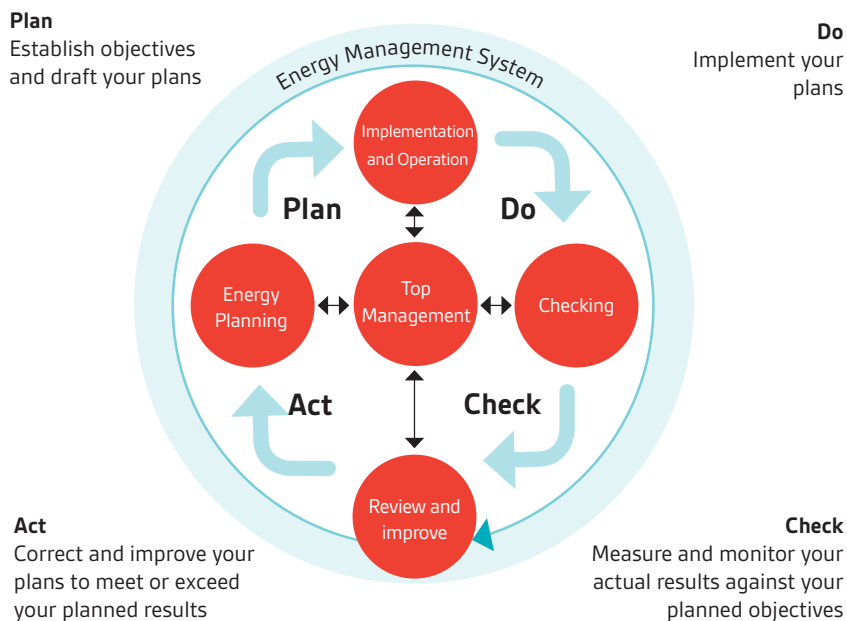 Plan
Establish objectives
and draft your plans
Do
Implement your
plans
Energy Management System
Implementation
and Operation
Plan
Do
Energy
Planning
Top
Management
Checking
Act
Check
Review and
improve
Act
Correct and improve your
plans to meet or exceed
your planned results
Check
Measure and monitor your
actual results against your
planned objectives